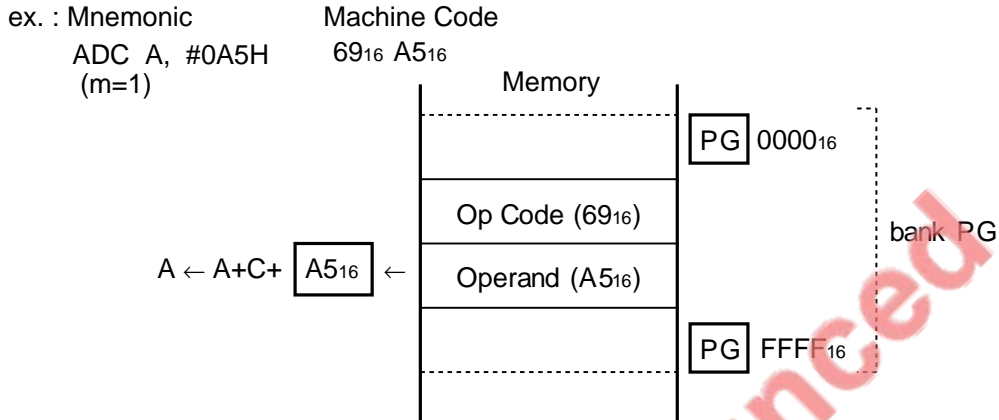 ex. : Mnemonic Machine Code
ADC A, #0A5H 69₁₆ A5₁₆
(m=1)
Memory
PG 0000₁₆
Op Code (69₁₆)
bank PG
A ← A+C+ A5₁₆ ← Operand (A5₁₆)
PG FFFF₁₆